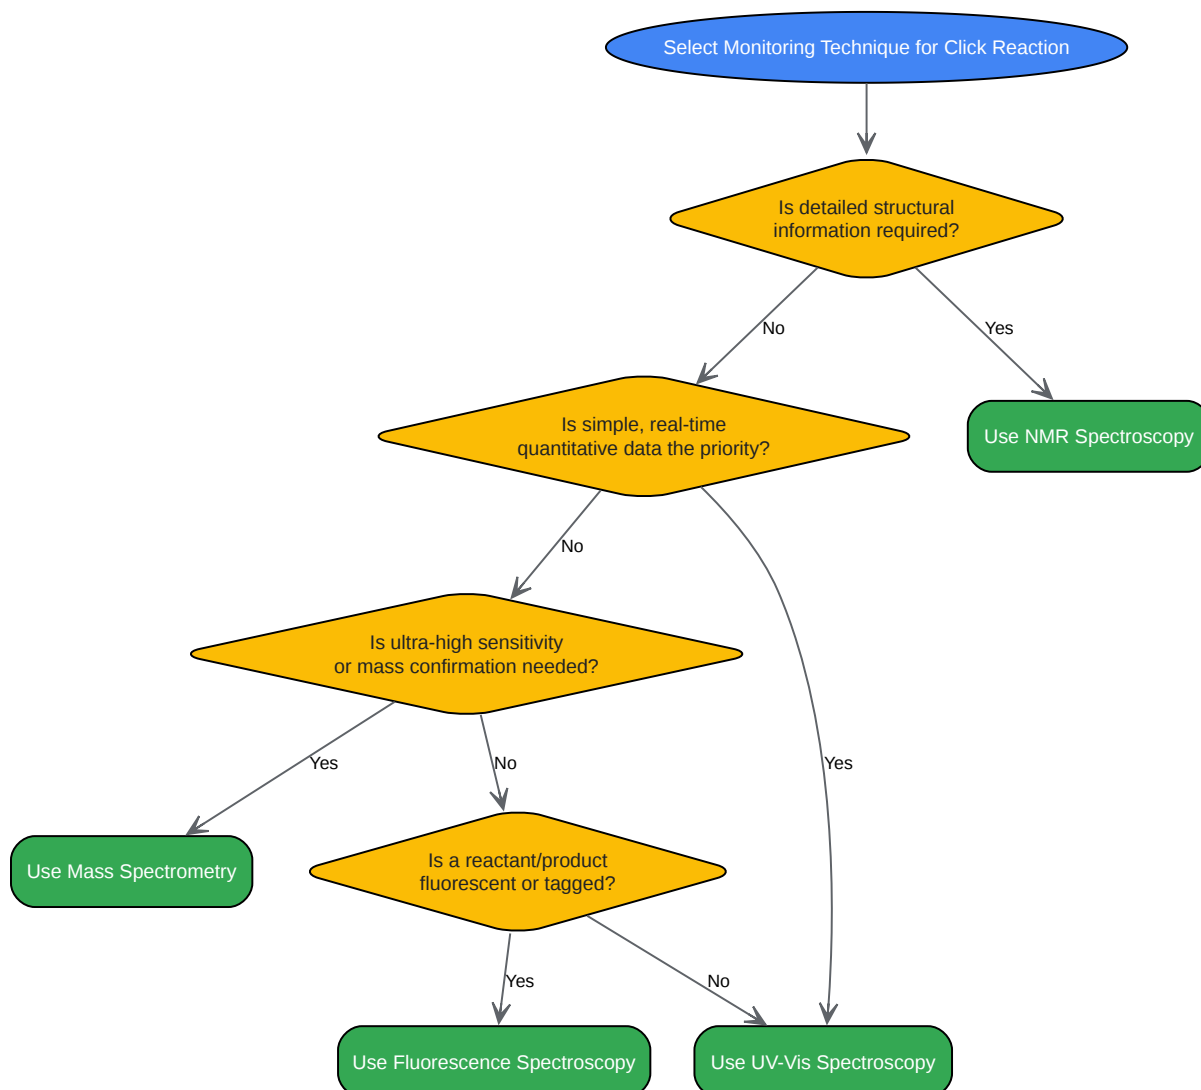 Select Monitoring Technique for Click Reaction
Is detailed structural
information required?
No
Yes
Is simple, real-time
quantitative data the priority?
Use NMR Spectroscopy
No
Is ultra-high sensitivity
or mass confirmation needed?
Yes
No
Yes
Use Mass Spectrometry
Is a reactant/product
fluorescent or tagged?
Yes
No
Use Fluorescence Spectroscopy
Use UV-Vis Spectroscopy